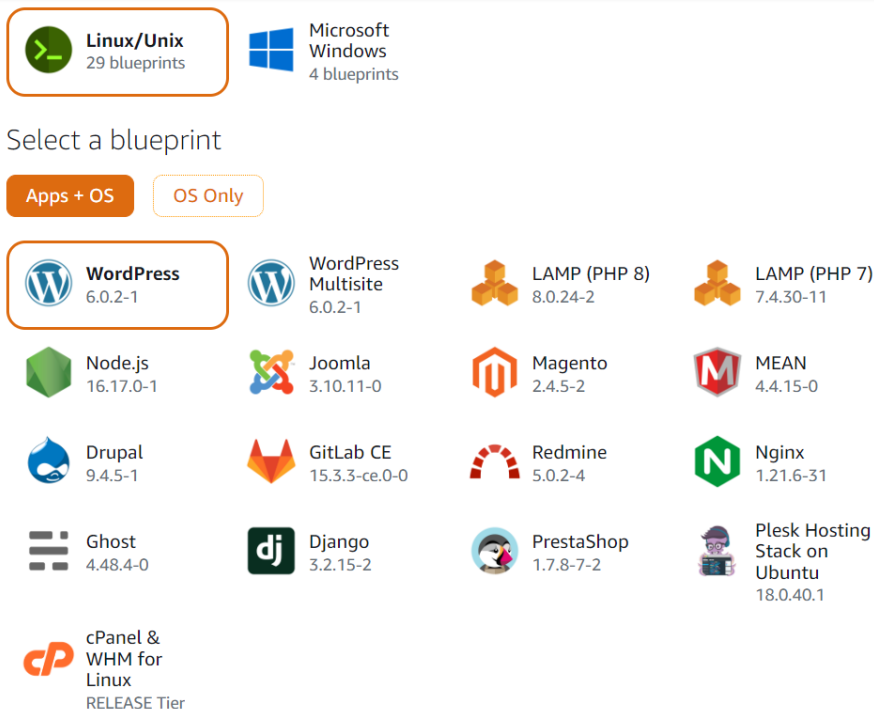 Linux/Unix
29 blueprints
Microsoft
Windows
4 blueprints
Select a blueprint
Apps + OS
OS Only
WordPress
6.0.2-1
WordPress
Multisite
6.0.2-1
LAMP (PHP 8)
8.0.24-2
LAMP (PHP 7)
7.4.30-11
Node.js
16.17.0-1
Joomla
3.10.11-0
Magento
2.4.5-2
MEAN
4.4.15-0
Drupal
9.4.5-1
GitLab CE
15.3.3-ce.0-0
Redmine
5.0.2-4
Nginx
1.21.6-31
Ghost
4.48.4-0
dj
Django
3.2.15-2
PrestaShop
1.7.8-7-2
Plesk Hosting
Stack on
Ubuntu
18.0.40.1
cP
cPanel &
WHM for
Linux
RELEASE Tier